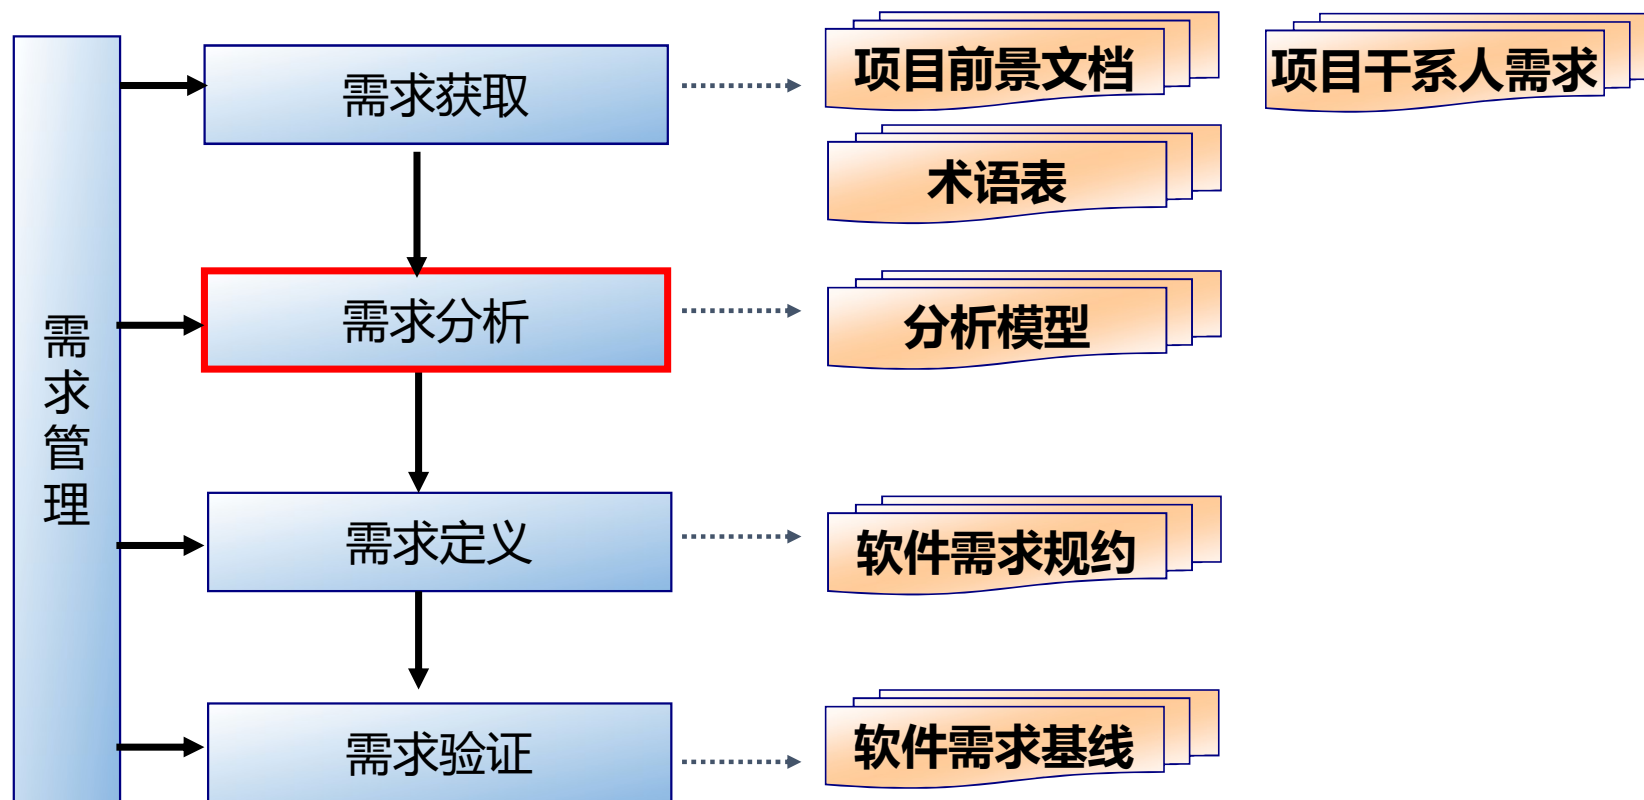 需求获取
项目前景文档
项目干系人需求
术语表
需求分析
分析模型
需求管理
需求定义
软件需求规约
需求验证
软件需求基线